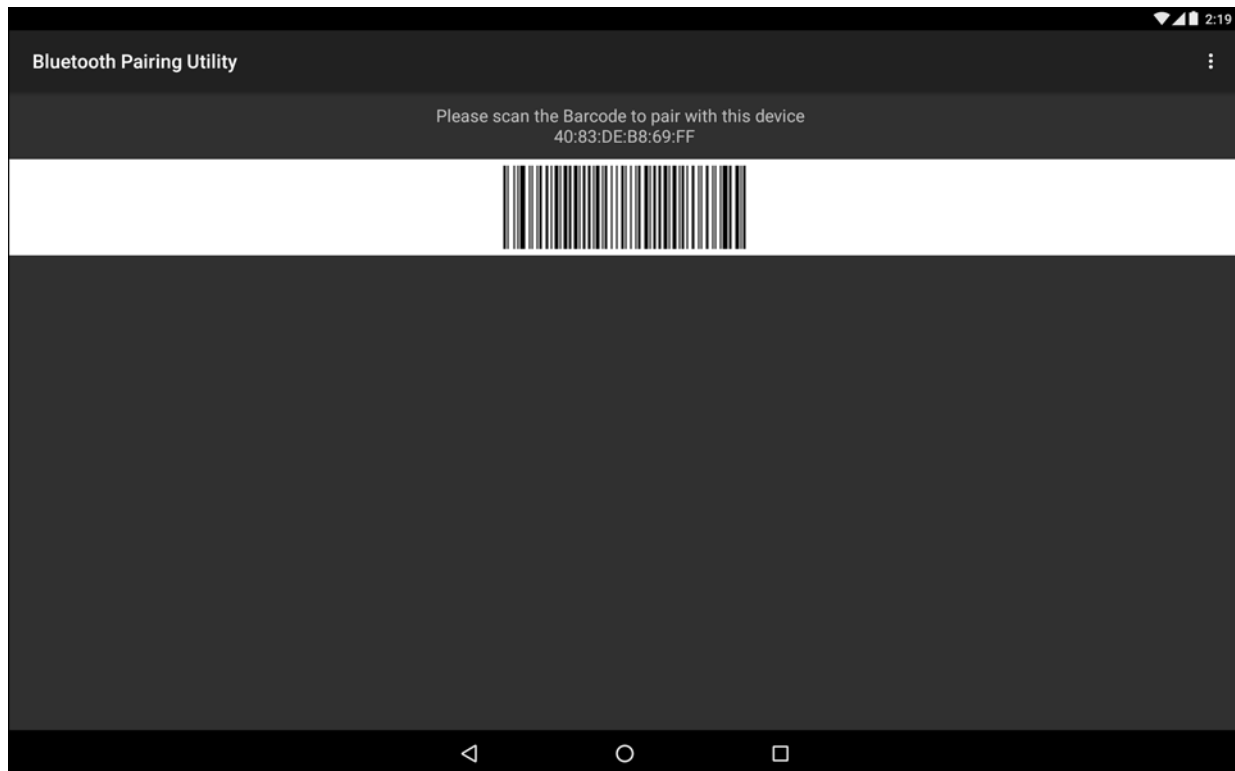 2:19
Bluetooth Pairing Utility
Please scan the Barcode to pair with this device
40:83:DE:B8:69:FF